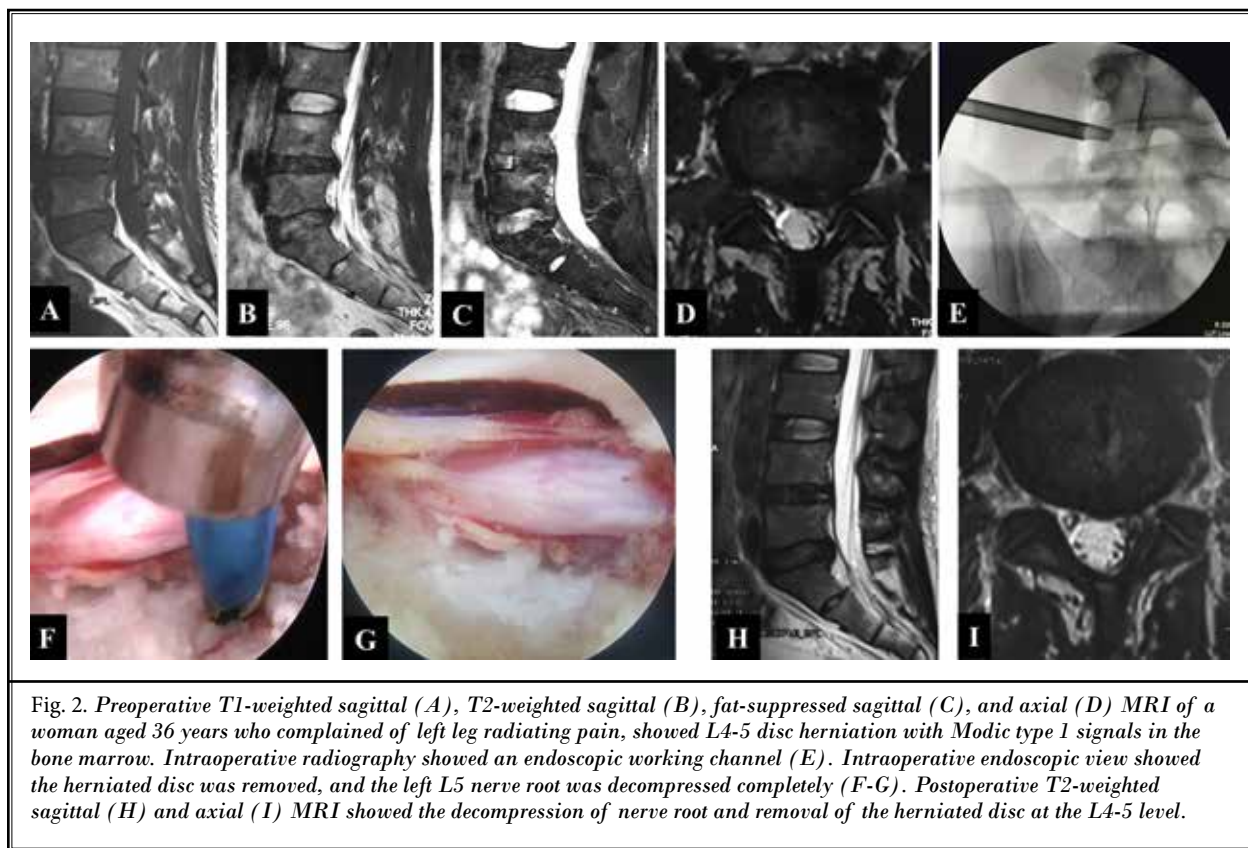 A
B
C
D
E
THK 4
FOV
THK
F
G
H
I
Fig. 2. Preoperative T1-weighted sagittal (A), T2-weighted sagittal (B), fat-suppressed sagittal (C), and axial (D) MRI of a
woman aged 36 years who complained of left leg radiating pain, showed L4-5 disc herniation with Modic type 1 signals in the
bone marrow. Intraoperative radiography showed an endoscopic working channel (E). Intraoperative endoscopic view showed
the herniated disc was removed, and the left L5 nerve root was decompressed completely (F-G). Postoperative T2-weighted
sagittal (H) and axial (I) MRI showed the decompression of nerve root and removal of the herniated disc at the L4-5 level.